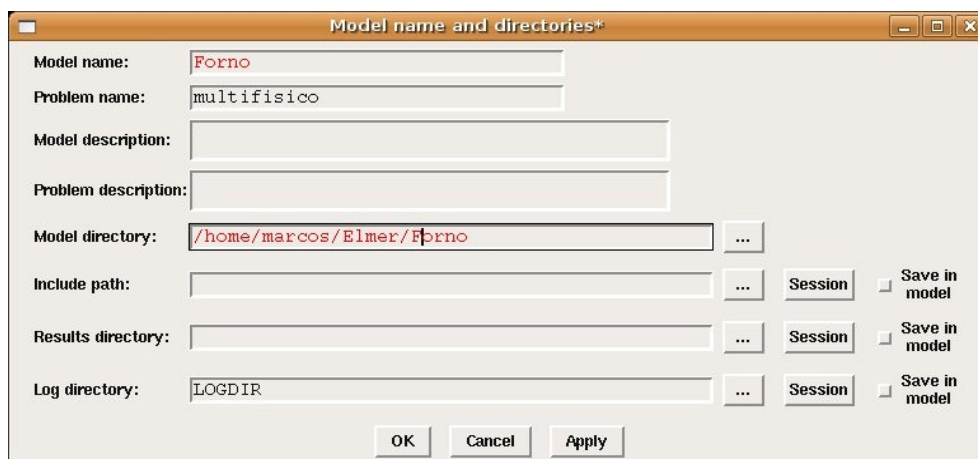 Model name and directories*
Model name: Forno
Problem name: multifisico
Model description:
Problem description:
Model directory: /home/marcos/Elmer/Forno ...
Include path: ... Session Save in model
Results directory: ... Session Save in model
Log directory: LOGDIR ... Session Save in model
OK Cancel Apply